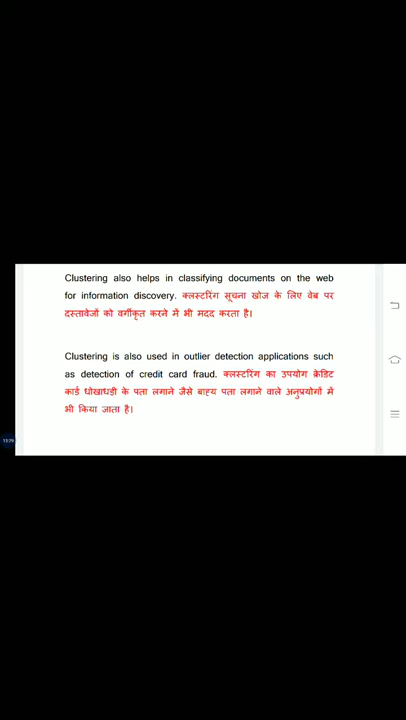 Clustering also helps in classifying documents on the web
for information discovery. क्लस्टरिंग सूचना खोज के लिए वेब पर
दस्तावेजों को वर्गीकृत करने में भी मदद करता है।
Clustering is also used in outlier detection applications such
as detection of credit card fraud. क्लस्टरिंग का उपयोग क्रेडिट
कार्ड धोखाधड़ी के पता लगाने जैसे बाह्य पता लगाने वाले अनुप्रयोगों में
भी किया जाता है।